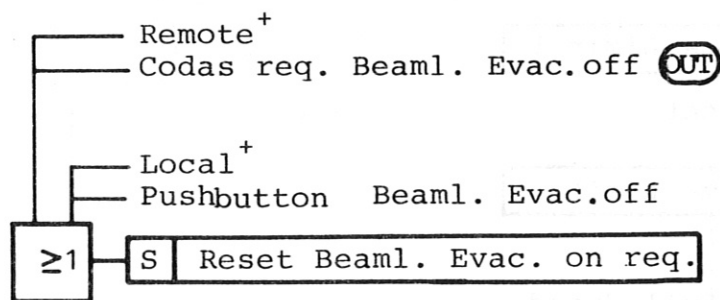 Remote+
Codas req. Beaml. Evac.off OUT
Local+
Pushbutton Beaml. Evac.off
≥1 S Reset Beaml. Evac. on req.